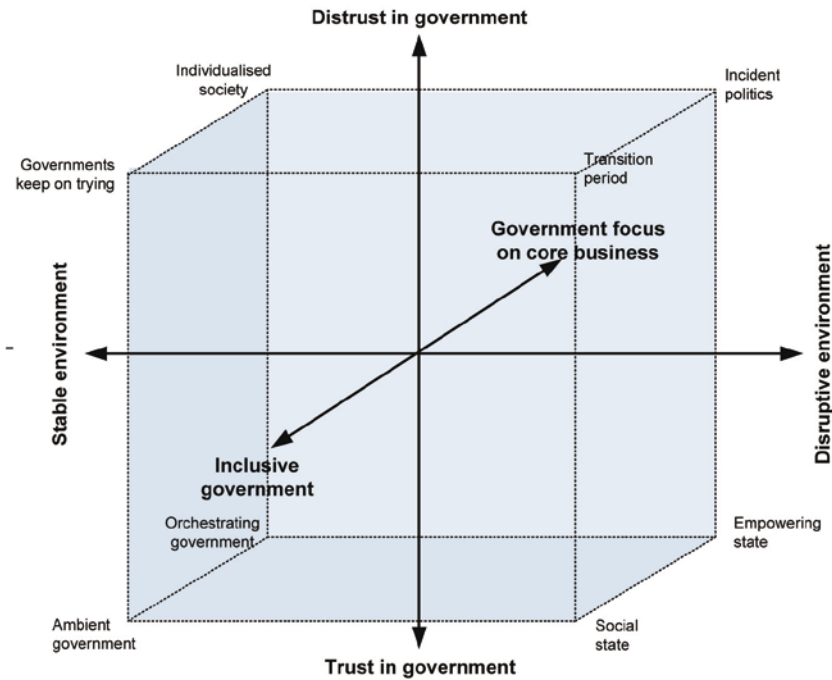 Distrust in government
Individualised
society
Incident
politics
Governments
keep on trying
Transition
period
Government focus
on core business
Stable environment
Disruptive environment
Inclusive
government
Orchestrating
government
Empowering
state
Ambient
government
Social
state
Trust in government